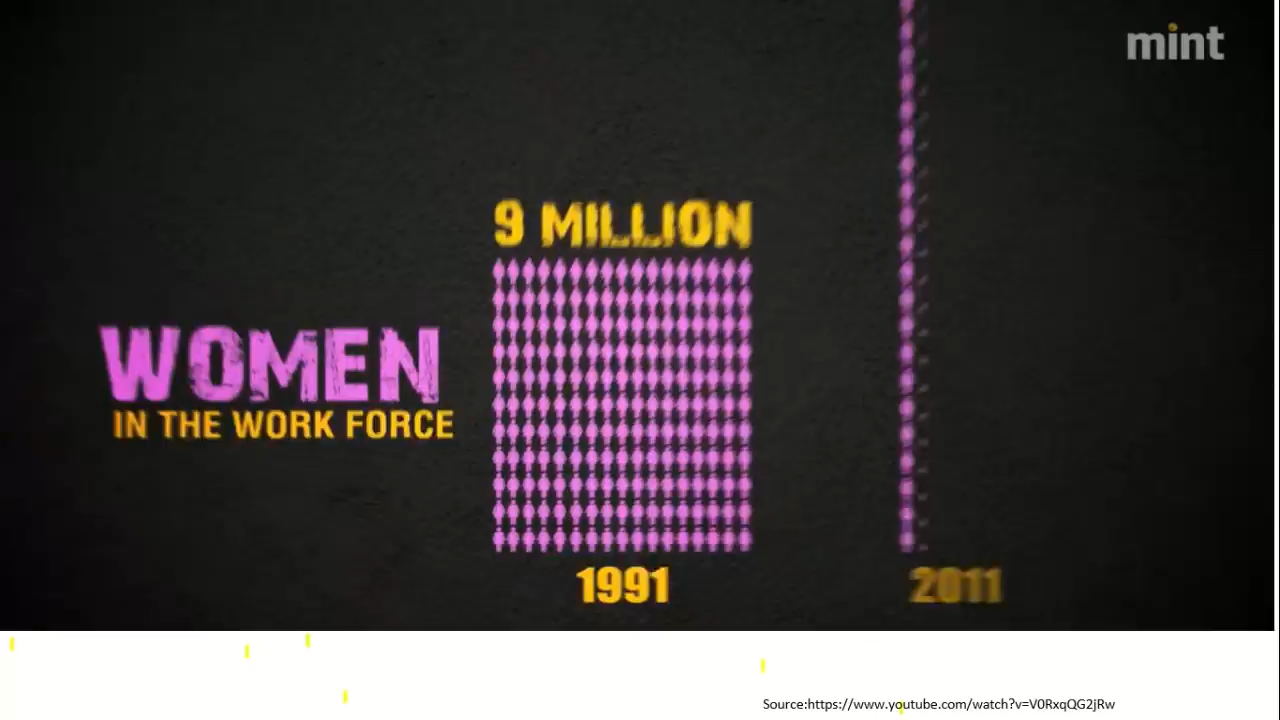 mint
9 MILLION
WOMEN
IN THE WORK FORCE
1991
2011
Source:https://www.youtube.com/watch?v=V0RxqQG2jRw